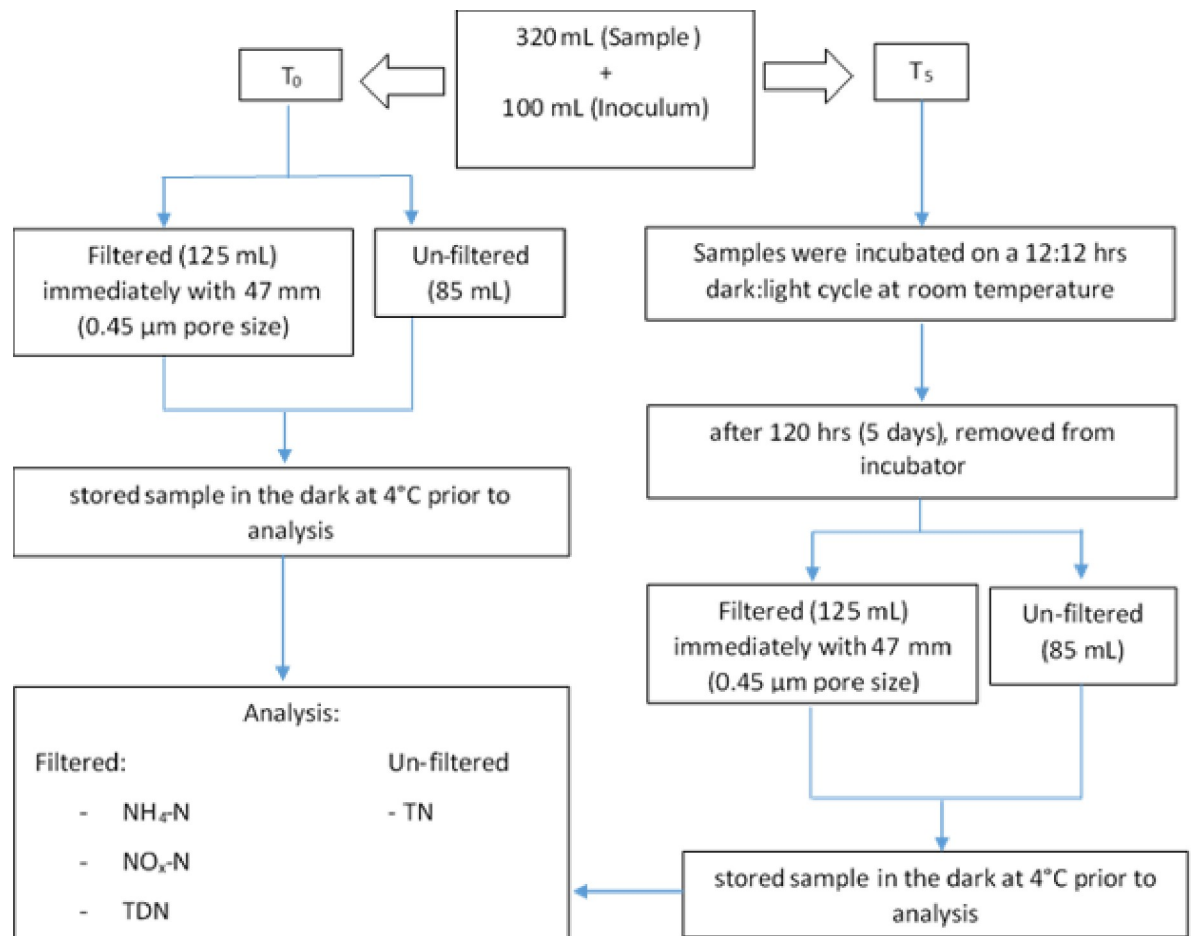 320 mL (Sample)
+
100 mL (Inoculum)
T₀
T₅
Filtered (125 mL)
immediately with 47 mm
(0.45 µm pore size)
Un-filtered
(85 mL)
stored sample in the dark at 4°C prior to
analysis
Samples were incubated on a 12:12 hrs
dark:light cycle at room temperature
after 120 hrs (5 days), removed from
incubator
Filtered (125 mL)
immediately with 47 mm
(0.45 µm pore size)
Un-filtered
(85 mL)
stored sample in the dark at 4°C prior to
analysis
Analysis:
Filtered:
- NH₄-N
- NOₓ-N
- TDN
Un-filtered
- TN